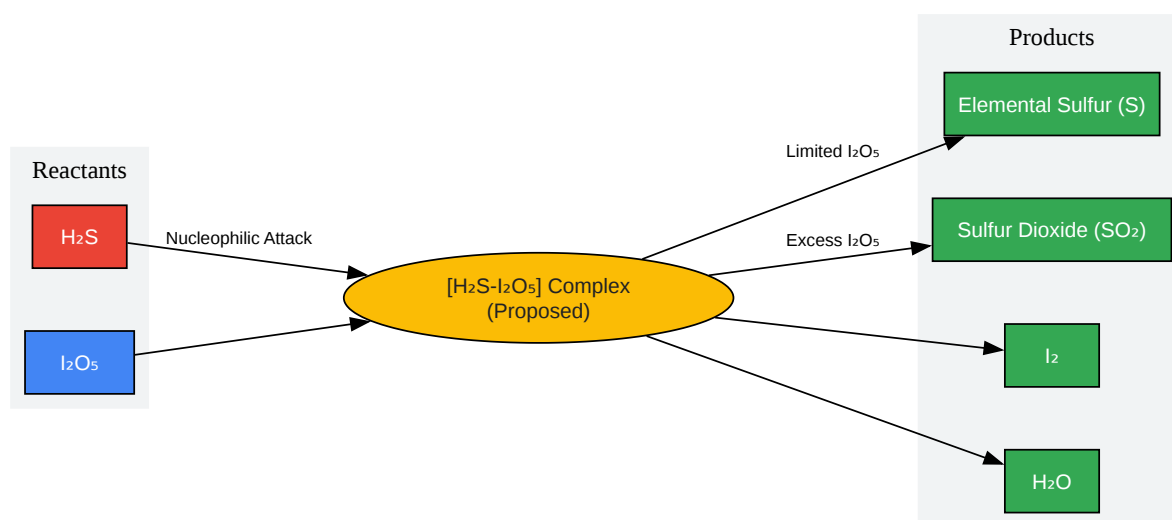 Reactants
H₂S
I₂O₅
Nucleophilic Attack
[H₂S-I₂O₅] Complex
(Proposed)
Limited I₂O₅
Excess I₂O₅
Products
Elemental Sulfur (S)
Sulfur Dioxide (SO₂)
I₂
H₂O